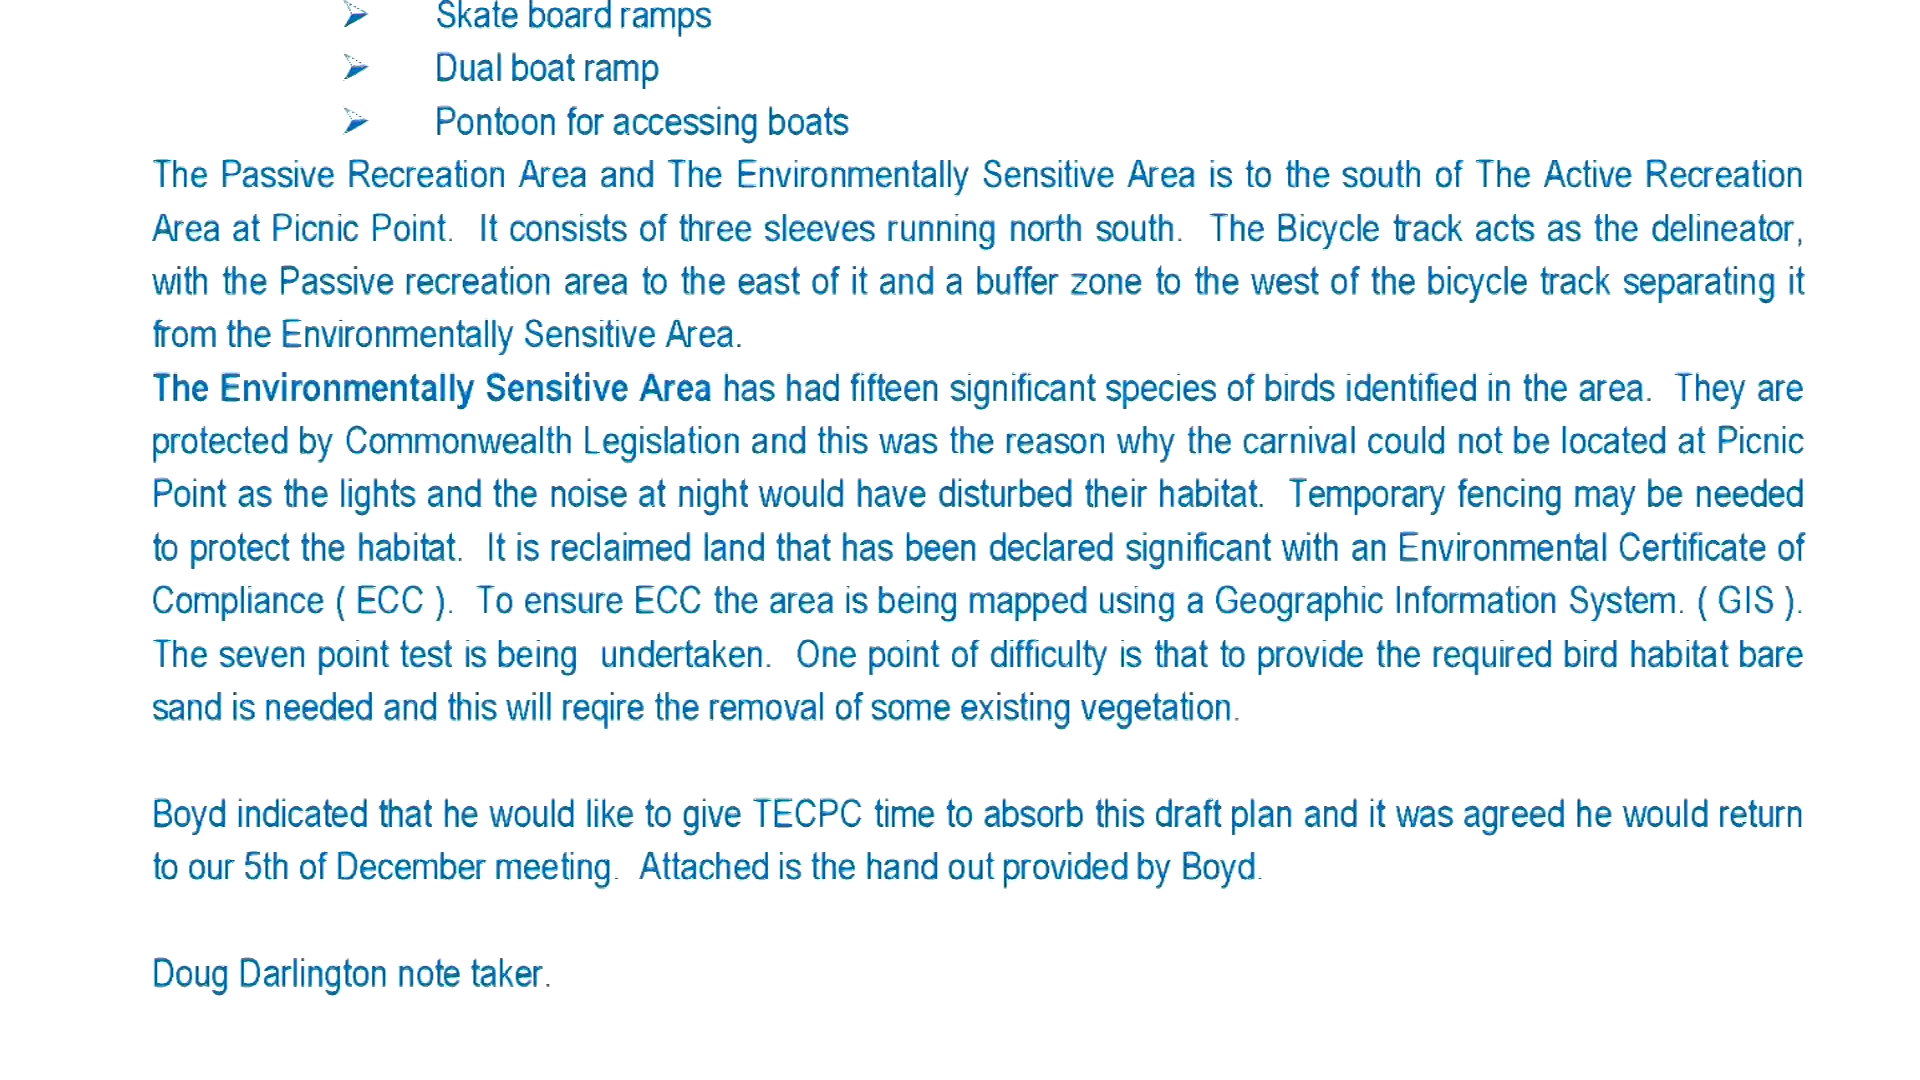 ➢ Skate board ramps
➢ Dual boat ramp
➢ Pontoon for accessing boats
The Passive Recreation Area and The Environmentally Sensitive Area is to the south of The Active Recreation
Area at Picnic Point.  It consists of three sleeves running north south.  The Bicycle track acts as the delineator,
with the Passive recreation area to the east of it and a buffer zone to the west of the bicycle track separating it
from the Environmentally Sensitive Area.
The Environmentally Sensitive Area has had fifteen significant species of birds identified in the area.  They are
protected by Commonwealth Legislation and this was the reason why the carnival could not be located at Picnic
Point as the lights and the noise at night would have disturbed their habitat.  Temporary fencing may be needed
to protect the habitat.  It is reclaimed land that has been declared significant with an Environmental Certificate of
Compliance ( ECC ).  To ensure ECC the area is being mapped using a Geographic Information System. ( GIS ).
The seven point test is being  undertaken.  One point of difficulty is that to provide the required bird habitat bare
sand is needed and this will reqire the removal of some existing vegetation.
Boyd indicated that he would like to give TECPC time to absorb this draft plan and it was agreed he would return
to our 5th of December meeting.  Attached is the hand out provided by Boyd.
Doug Darlington note taker.